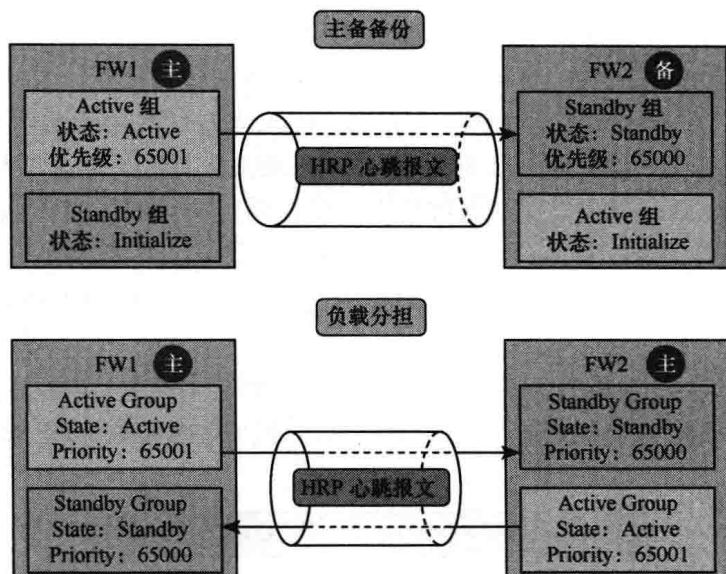 主备备份
FW1 主
Active 组
状态：Active
优先级：65001
Standby 组
状态：Initialize
HRP 心跳报文
FW2 备
Standby 组
状态：Standby
优先级：65000
Active 组
状态：Initialize
负载分担
FW1 主
Active Group
State：Active
Priority：65001
Standby Group
State：Standby
Priority：65000
HRP 心跳报文
FW2 主
Standby Group
State：Standby
Priority：65000
Active Group
State：Active
Priority：65001